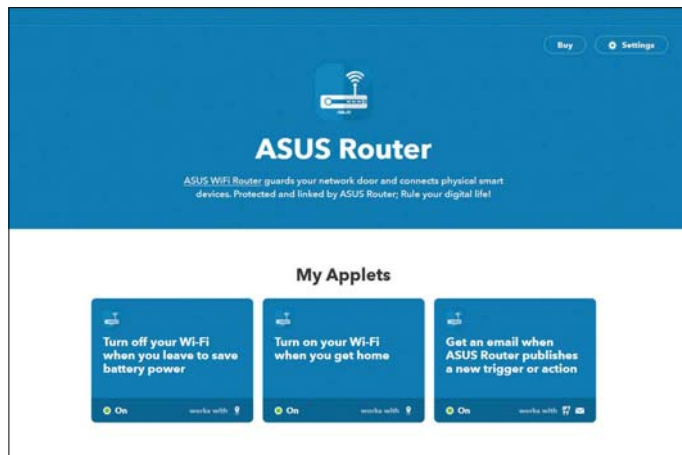 Buy
Settings
ASUS Router
ASUS WiFi Router guards your network door and connects physical smart
devices. Protected and linked by ASUS Router; Rule your digital life!
My Applets
Turn off your Wi-Fi
when you leave to save
battery power
On
works with
Turn on your Wi-Fi
when you get home
On
works with
Get an email when
ASUS Router publishes
a new trigger or action
On
works with